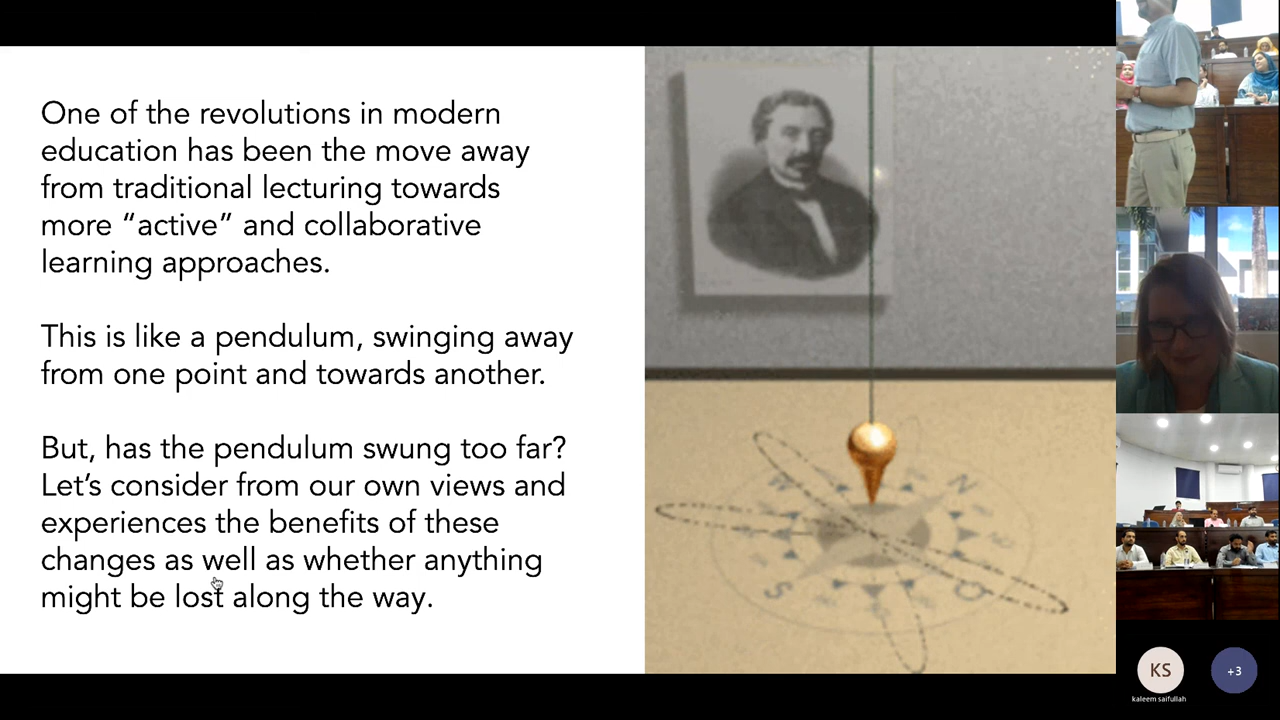 One of the revolutions in modern
education has been the move away
from traditional lecturing towards
more “active” and collaborative
learning approaches.
This is like a pendulum, swinging away
from one point and towards another.
But, has the pendulum swung too far?
Let’s consider from our own views and
experiences the benefits of these
changes as well as whether anything
might be lost along the way.
N
S
O
KS
+3
kaleem saifullah